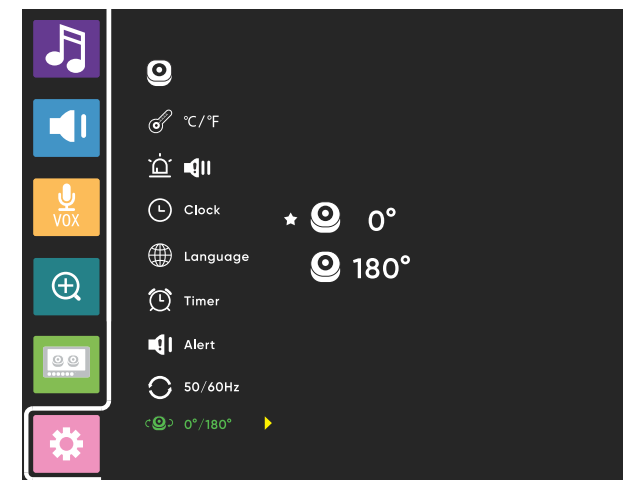 ℃/℉
VOX
Clock
0°
Language
180°
Timer
Alert
50/60Hz
0°/180°